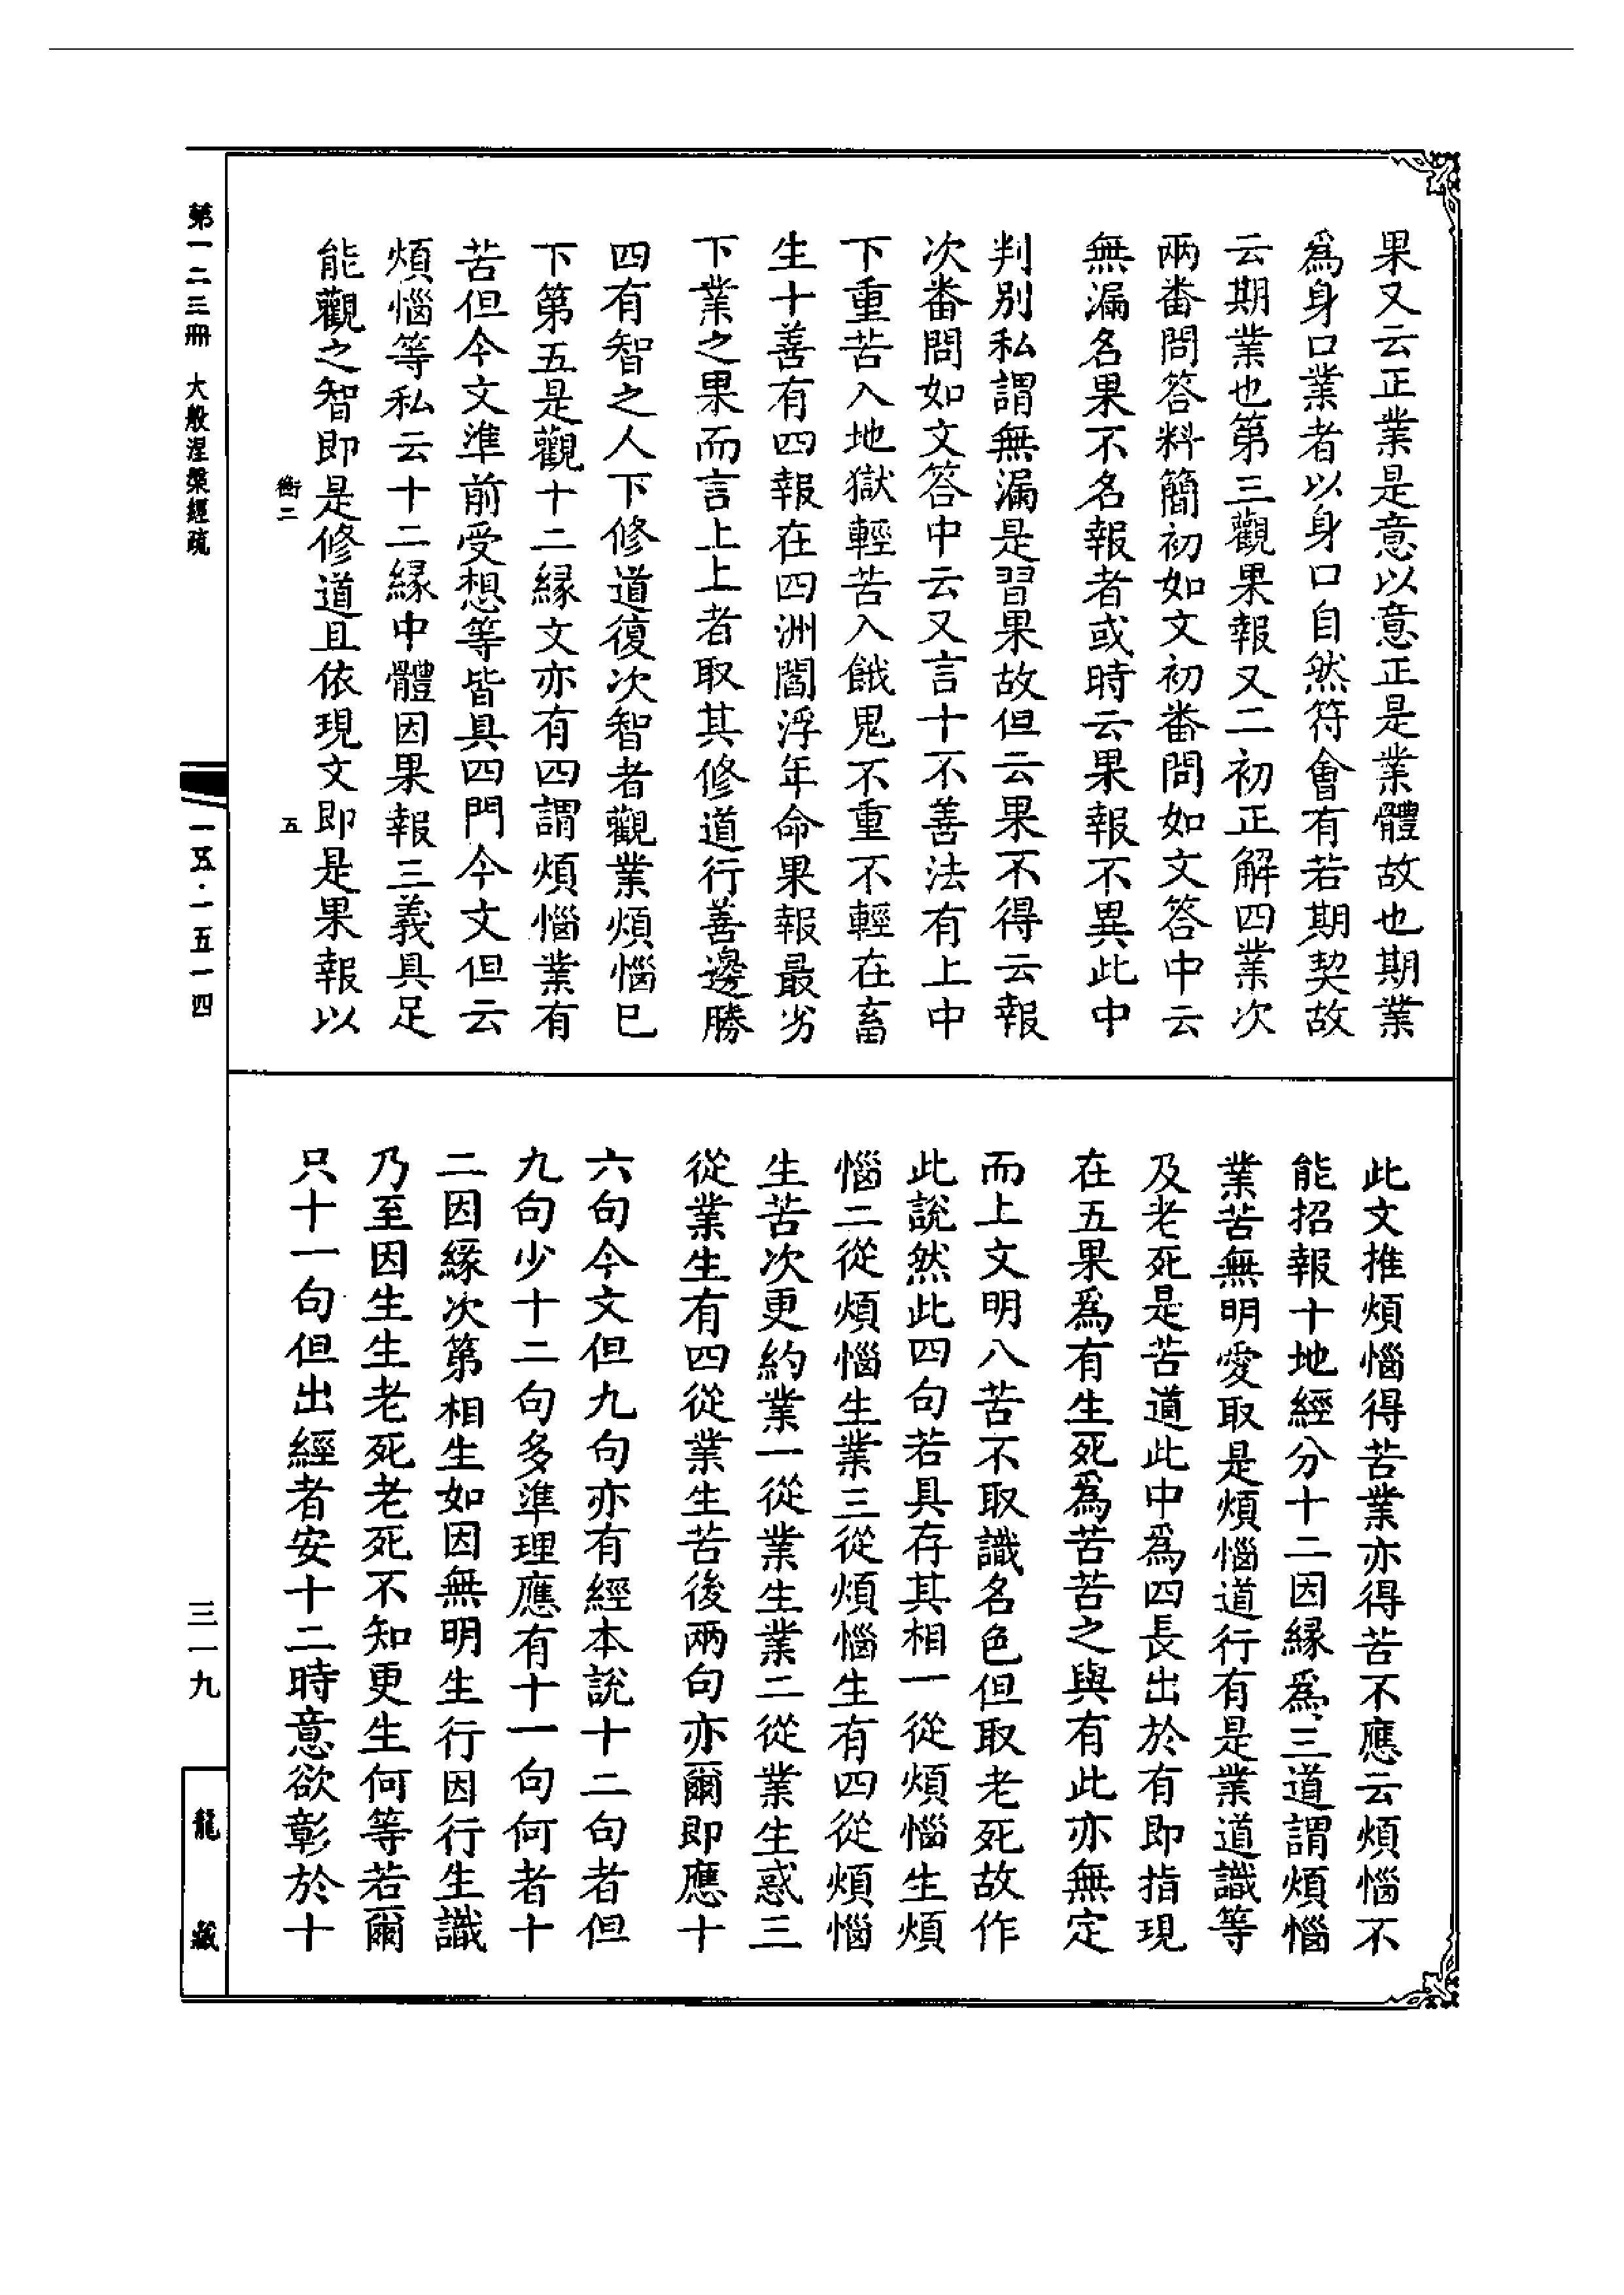 果又云正業是意以意正是業體故也期業
爲身口業者以身口自然符會有若期契故
云期業也第三觀果報又二初正解四業次
兩番問答料簡初如文初番問如文答中云
無漏名果不名報者或時云果報不異此中
判別私謂無漏是習果故但云果不得云報
次番問如文答中云又言十不善法有上中
下重苦入地獄輕苦入餓鬼不重不輕在畜
生十善有四報在四洲閻浮年命果報最劣
下業之果而言上上者取其修道行善邊勝
四有智之人下修道復次智者觀業煩惱巳
下第五是觀十二緣文亦有四謂煩惱業有
苦但今文準前受想等皆具四門今文但云
煩惱等私云十二緣中體因果報三義具足
能觀之智即是修道且依現文即是果報以
衡二
五
此文推煩惱得苦業亦得苦不應云煩惱不
能招報十地經分十二因緣爲三道謂煩惱
業苦無明愛取是煩惱道行有是業道識等
及老死是苦道此中爲四長出於有即指現
在五果爲有生死爲苦苦之與有此亦無定
而上文明八苦不取識名色但取老死故作
此說然此四句若具存其相一從煩惱生煩
惱二從煩惱生業三從煩惱生有四從煩惱
生苦次更約業一從業生業二從業生惑三
從業生有四從業生苦後兩句亦爾即應十
六句今文但九句亦有經本說十二句者但
九句少十二句多準理應有十一句何者十
二因緣次第相生如因無明生行因行生識
乃至因生生老死老死不知更生何等若爾
只十一句但出經者安十二時意欲彰於十
第一二三冊 大般涅槃經疏
一五·一五一四
三一九
龍藏